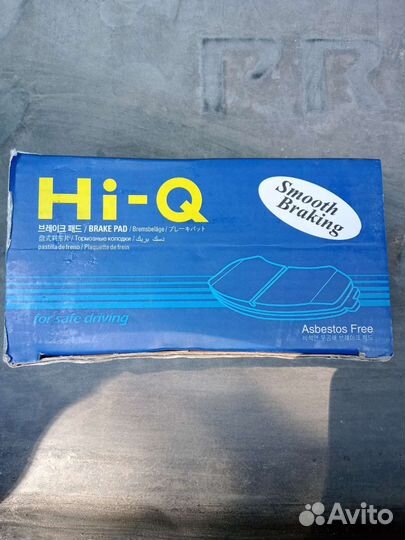 RR
Hi-Q
Smooth
Braking
브레이크 패드 / BRAKE PAD / Bremsbeläge / ブレーキパット
盘式刹车片 / Тормозные колодки / دسك بريك
pastilla de freno / Plaquette de frein
for safe driving
Asbestos Free
비석면 무공해 브레이크 패드
Avito